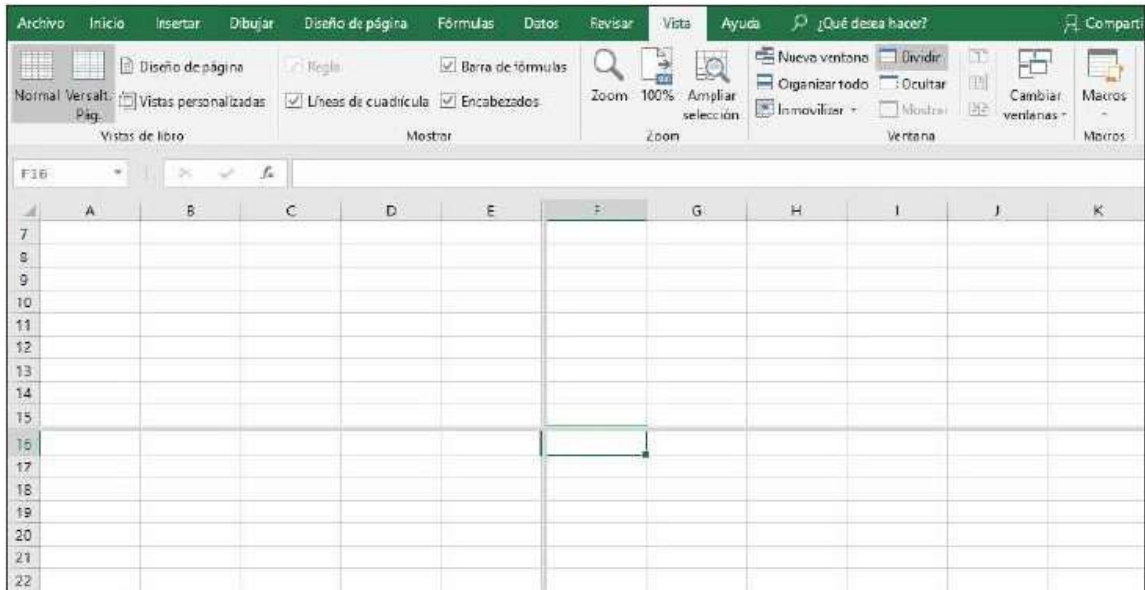 Archivo Inicio Insertar Dibujar Diseño de página Fórmulas Datos Revisar Vista Ayuda ¿Qué desea hacer? Comparti
Normal
Versalt. Pág.
Diseño de página
Vistas personalizadas
Vistas de libro
Regla
Barra de fórmulas
Líneas de cuadrícula
Encabezados
Mostrar
Zoom
100%
Ampliar
selección
Zoom
Nueva ventana
Organizar todo
Inmovilizar
Dividir
Ocultar
Mostrar
Cambiar
ventanas
Ventana
Macros
Macros
F16 fx
A B C D E F G H I J K
7
8
9
10
11
12
13
14
15
16
17
18
19
20
21
22